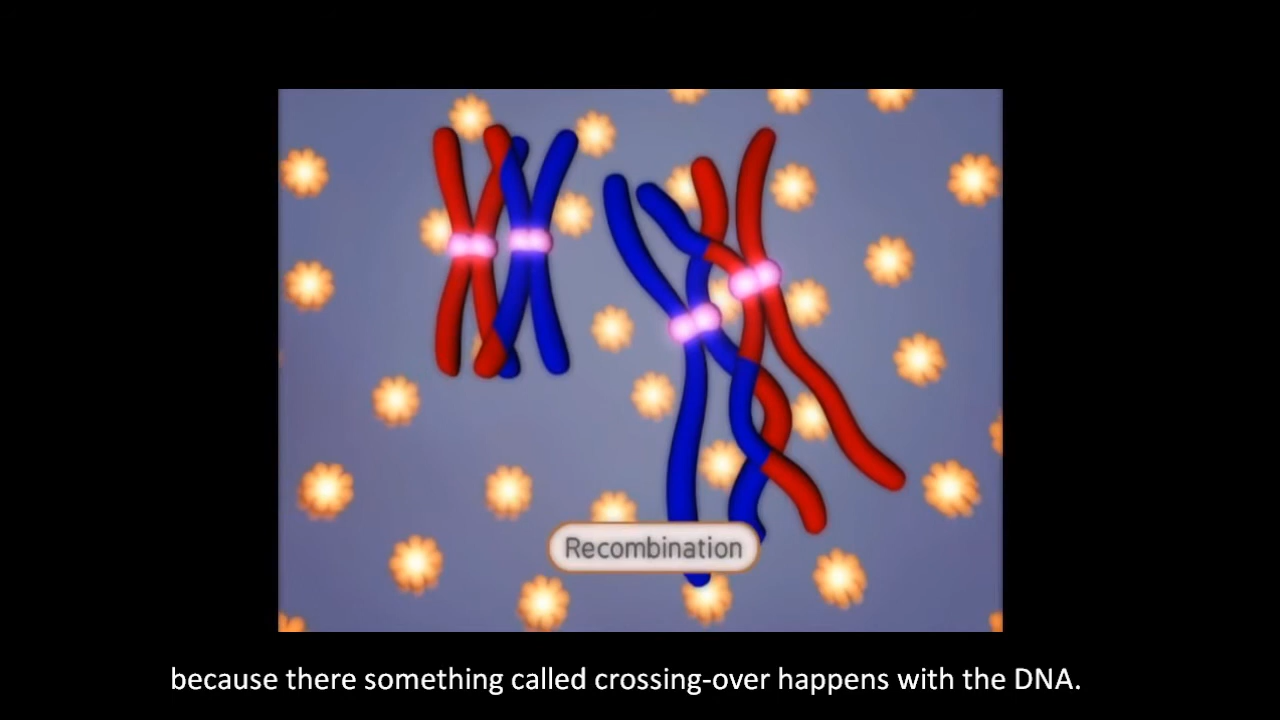 Recombination
because there something called crossing-over happens with the DNA.